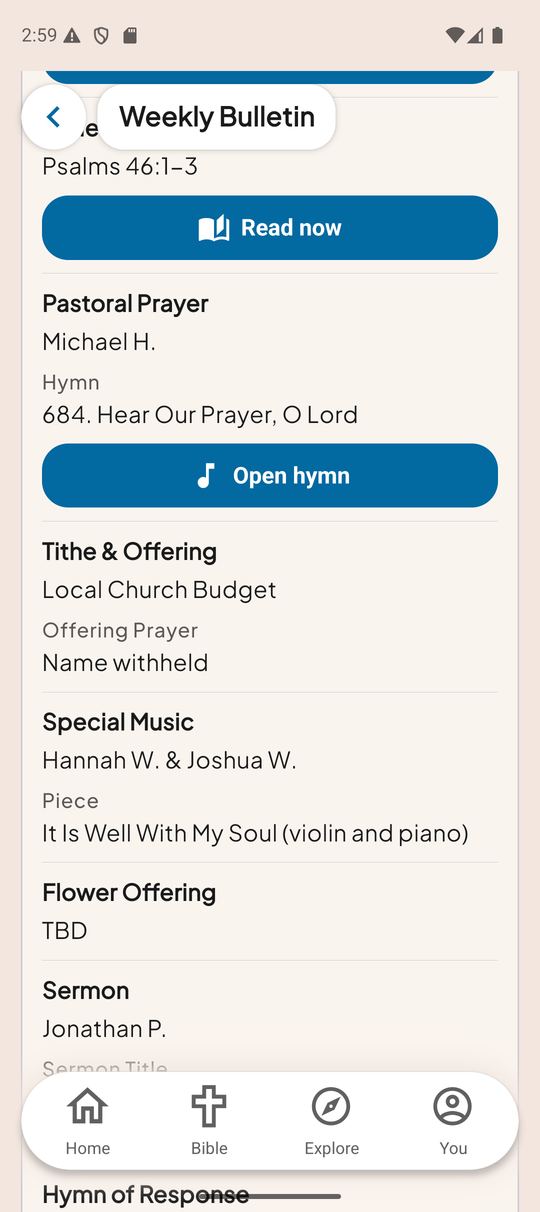 2:59
Weekly Bulletin
Psalms 46:1–3
Read now
Pastoral Prayer
Michael H.
Hymn
684. Hear Our Prayer, O Lord
Open hymn
Tithe & Offering
Local Church Budget
Offering Prayer
Name withheld
Special Music
Hannah W. & Joshua W.
Piece
It Is Well With My Soul (violin and piano)
Flower Offering
TBD
Sermon
Jonathan P.
Sermon Title
Home
Bible
Explore
You
Hymn of Response